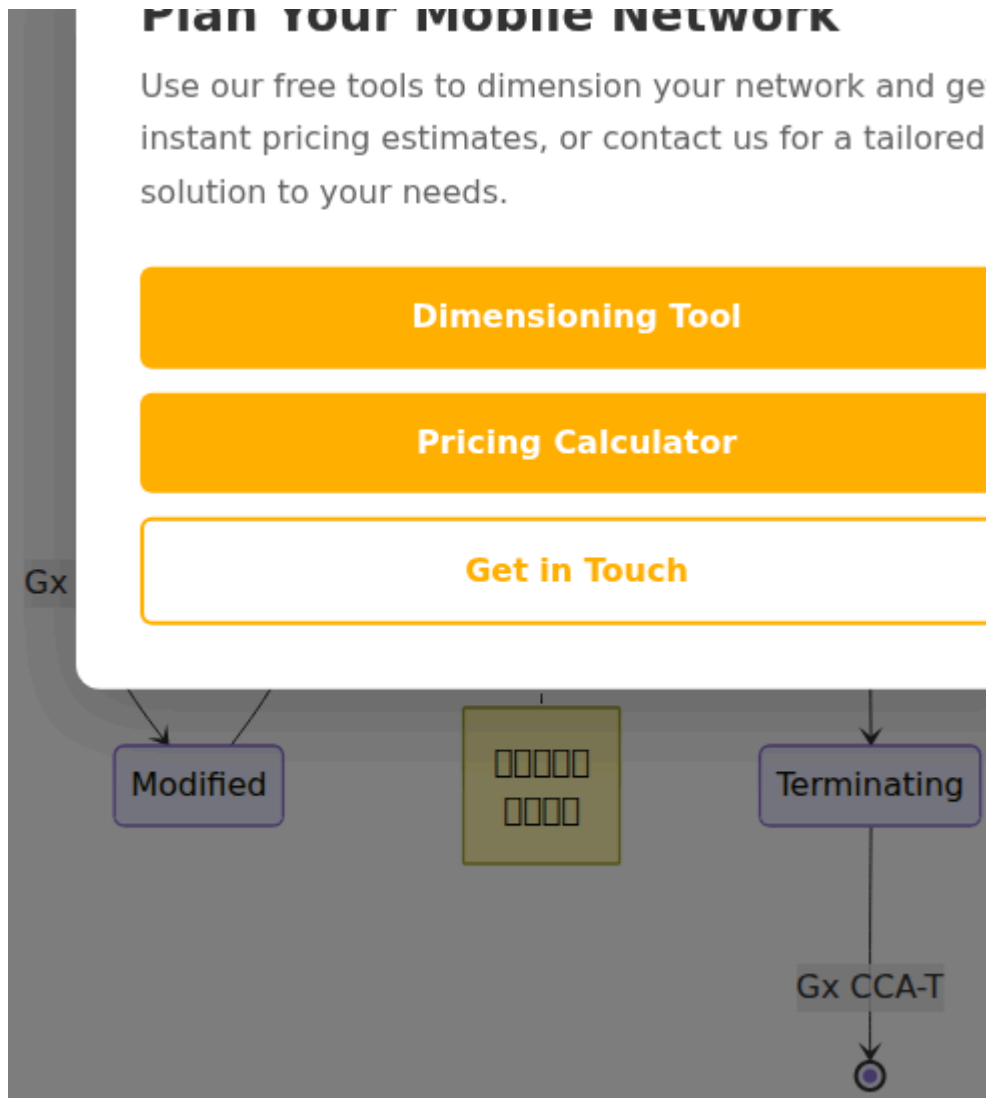 Plan Your Mobile Network
Use our free tools to dimension your network and get
instant pricing estimates, or contact us for a tailored
solution to your needs.
Dimensioning Tool
Pricing Calculator
Get in Touch
Gx
Modified
Terminating
Gx CCA-T